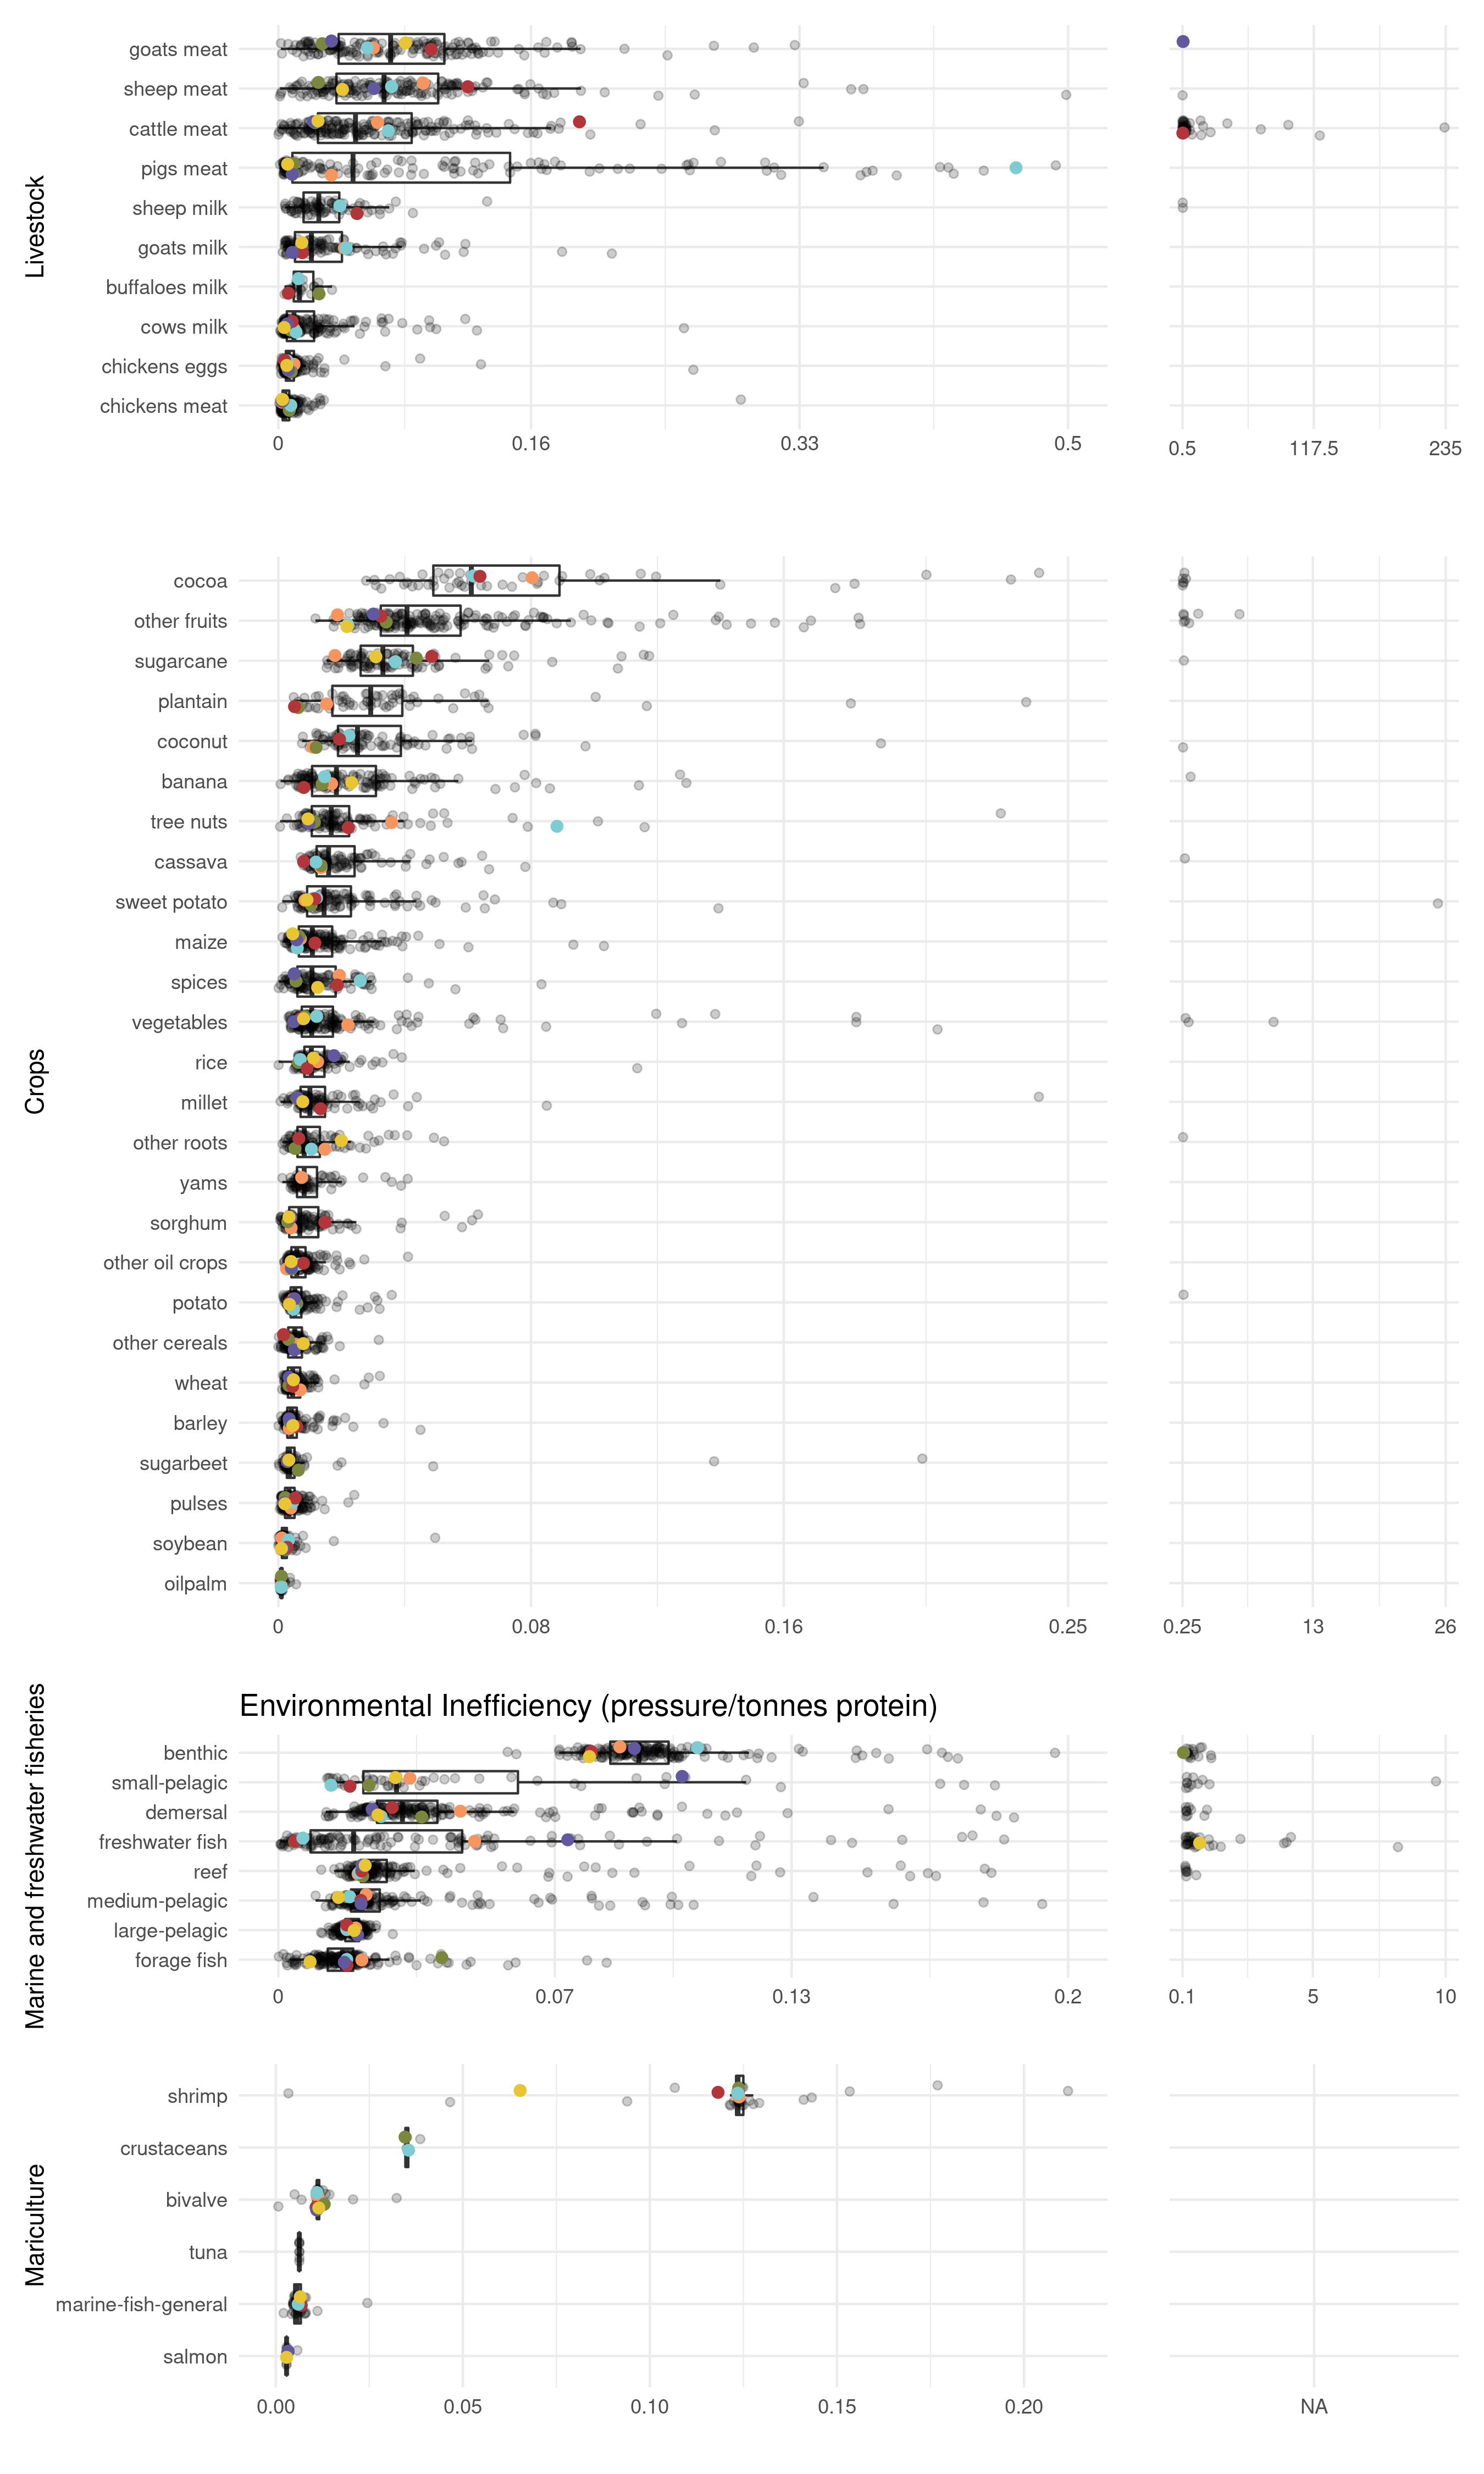 Livestock
goats meat
sheep meat
cattle meat
pigs meat
sheep milk
goats milk
buffaloes milk
cows milk
chickens eggs
chickens meat
0 0.16 0.33 0.5 0.5 117.5 235
Crops
cocoa
other fruits
sugarcane
plantain
coconut
banana
tree nuts
cassava
sweet potato
maize
spices
vegetables
rice
millet
other roots
yams
sorghum
other oil crops
potato
other cereals
wheat
barley
sugarbeet
pulses
soybean
oilpalm
0 0.08 0.16 0.25 0.25 13 26
Environmental Inefficiency (pressure/tonnes protein)
Marine and freshwater fisheries
benthic
small-pelagic
demersal
freshwater fish
reef
medium-pelagic
large-pelagic
forage fish
0 0.07 0.13 0.2 0.1 5 10
Mariculture
shrimp
crustaceans
bivalve
tuna
marine-fish-general
salmon
0.00 0.05 0.10 0.15 0.20 NA